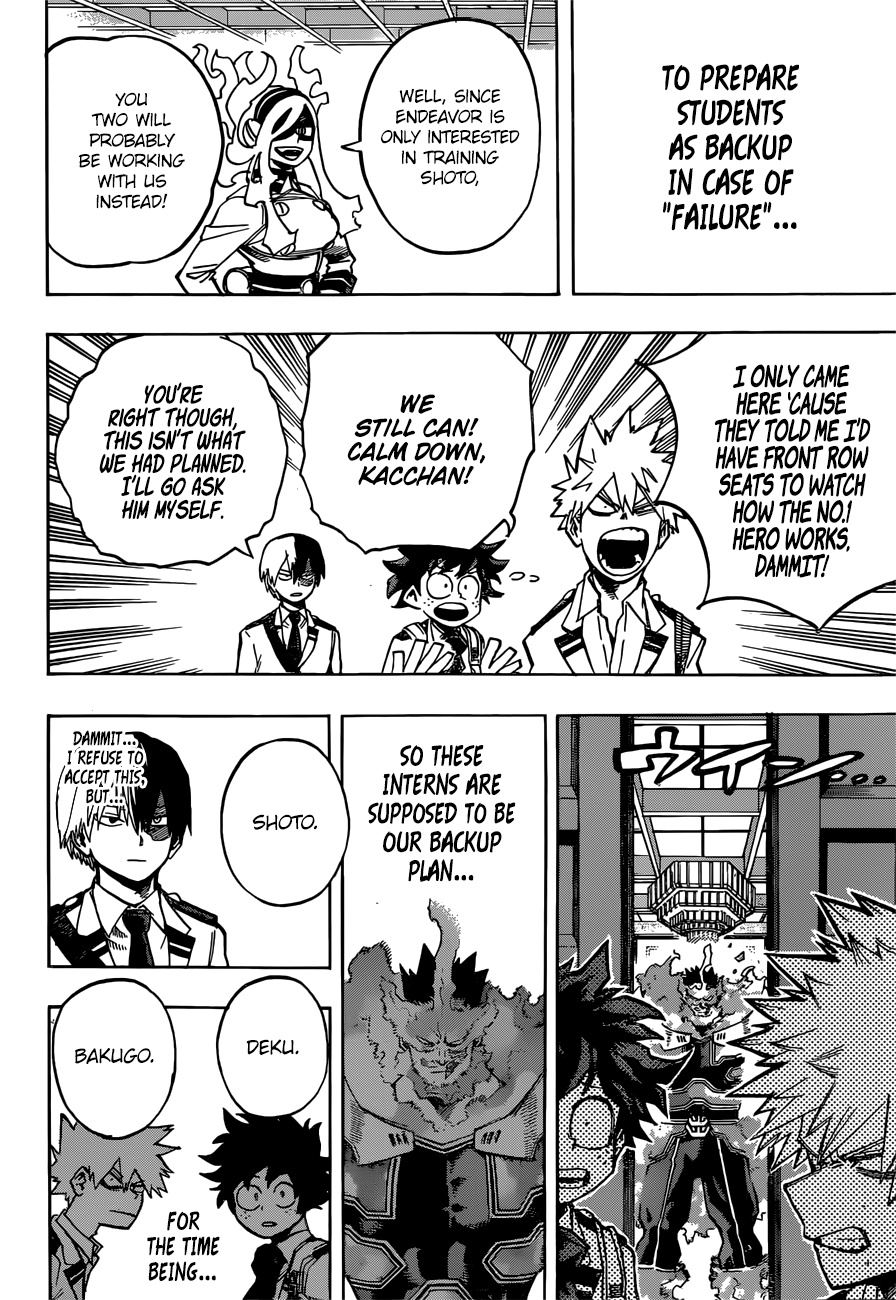 TO PREPARE
STUDENTS
AS BACKUP
IN CASE OF
"FAILURE"...
WELL, SINCE
ENDEAVOR IS
ONLY INTERESTED
IN TRAINING
SHOTO,
YOU
TWO WILL
PROBABLY
BE WORKING
WITH US
INSTEAD!
I ONLY CAME
HERE 'CAUSE
THEY TOLD ME I'D
HAVE FRONT ROW
SEATS TO WATCH
HOW THE NO.1
HERO WORKS,
DAMMIT!
WE
STILL CAN!
CALM DOWN,
KACCHAN!
YOU'RE
RIGHT THOUGH,
THIS ISN'T WHAT
WE HAD PLANNED.
I'LL GO ASK
HIM MYSELF.
ウイーン...
SO THESE
INTERNS ARE
SUPPOSED TO BE
OUR BACKUP
PLAN...
SHOTO.
DAMMIT...
I REFUSE TO
ACCEPT THIS,
BUT...
DEKU.
BAKUGO.
FOR
THE TIME
BEING...